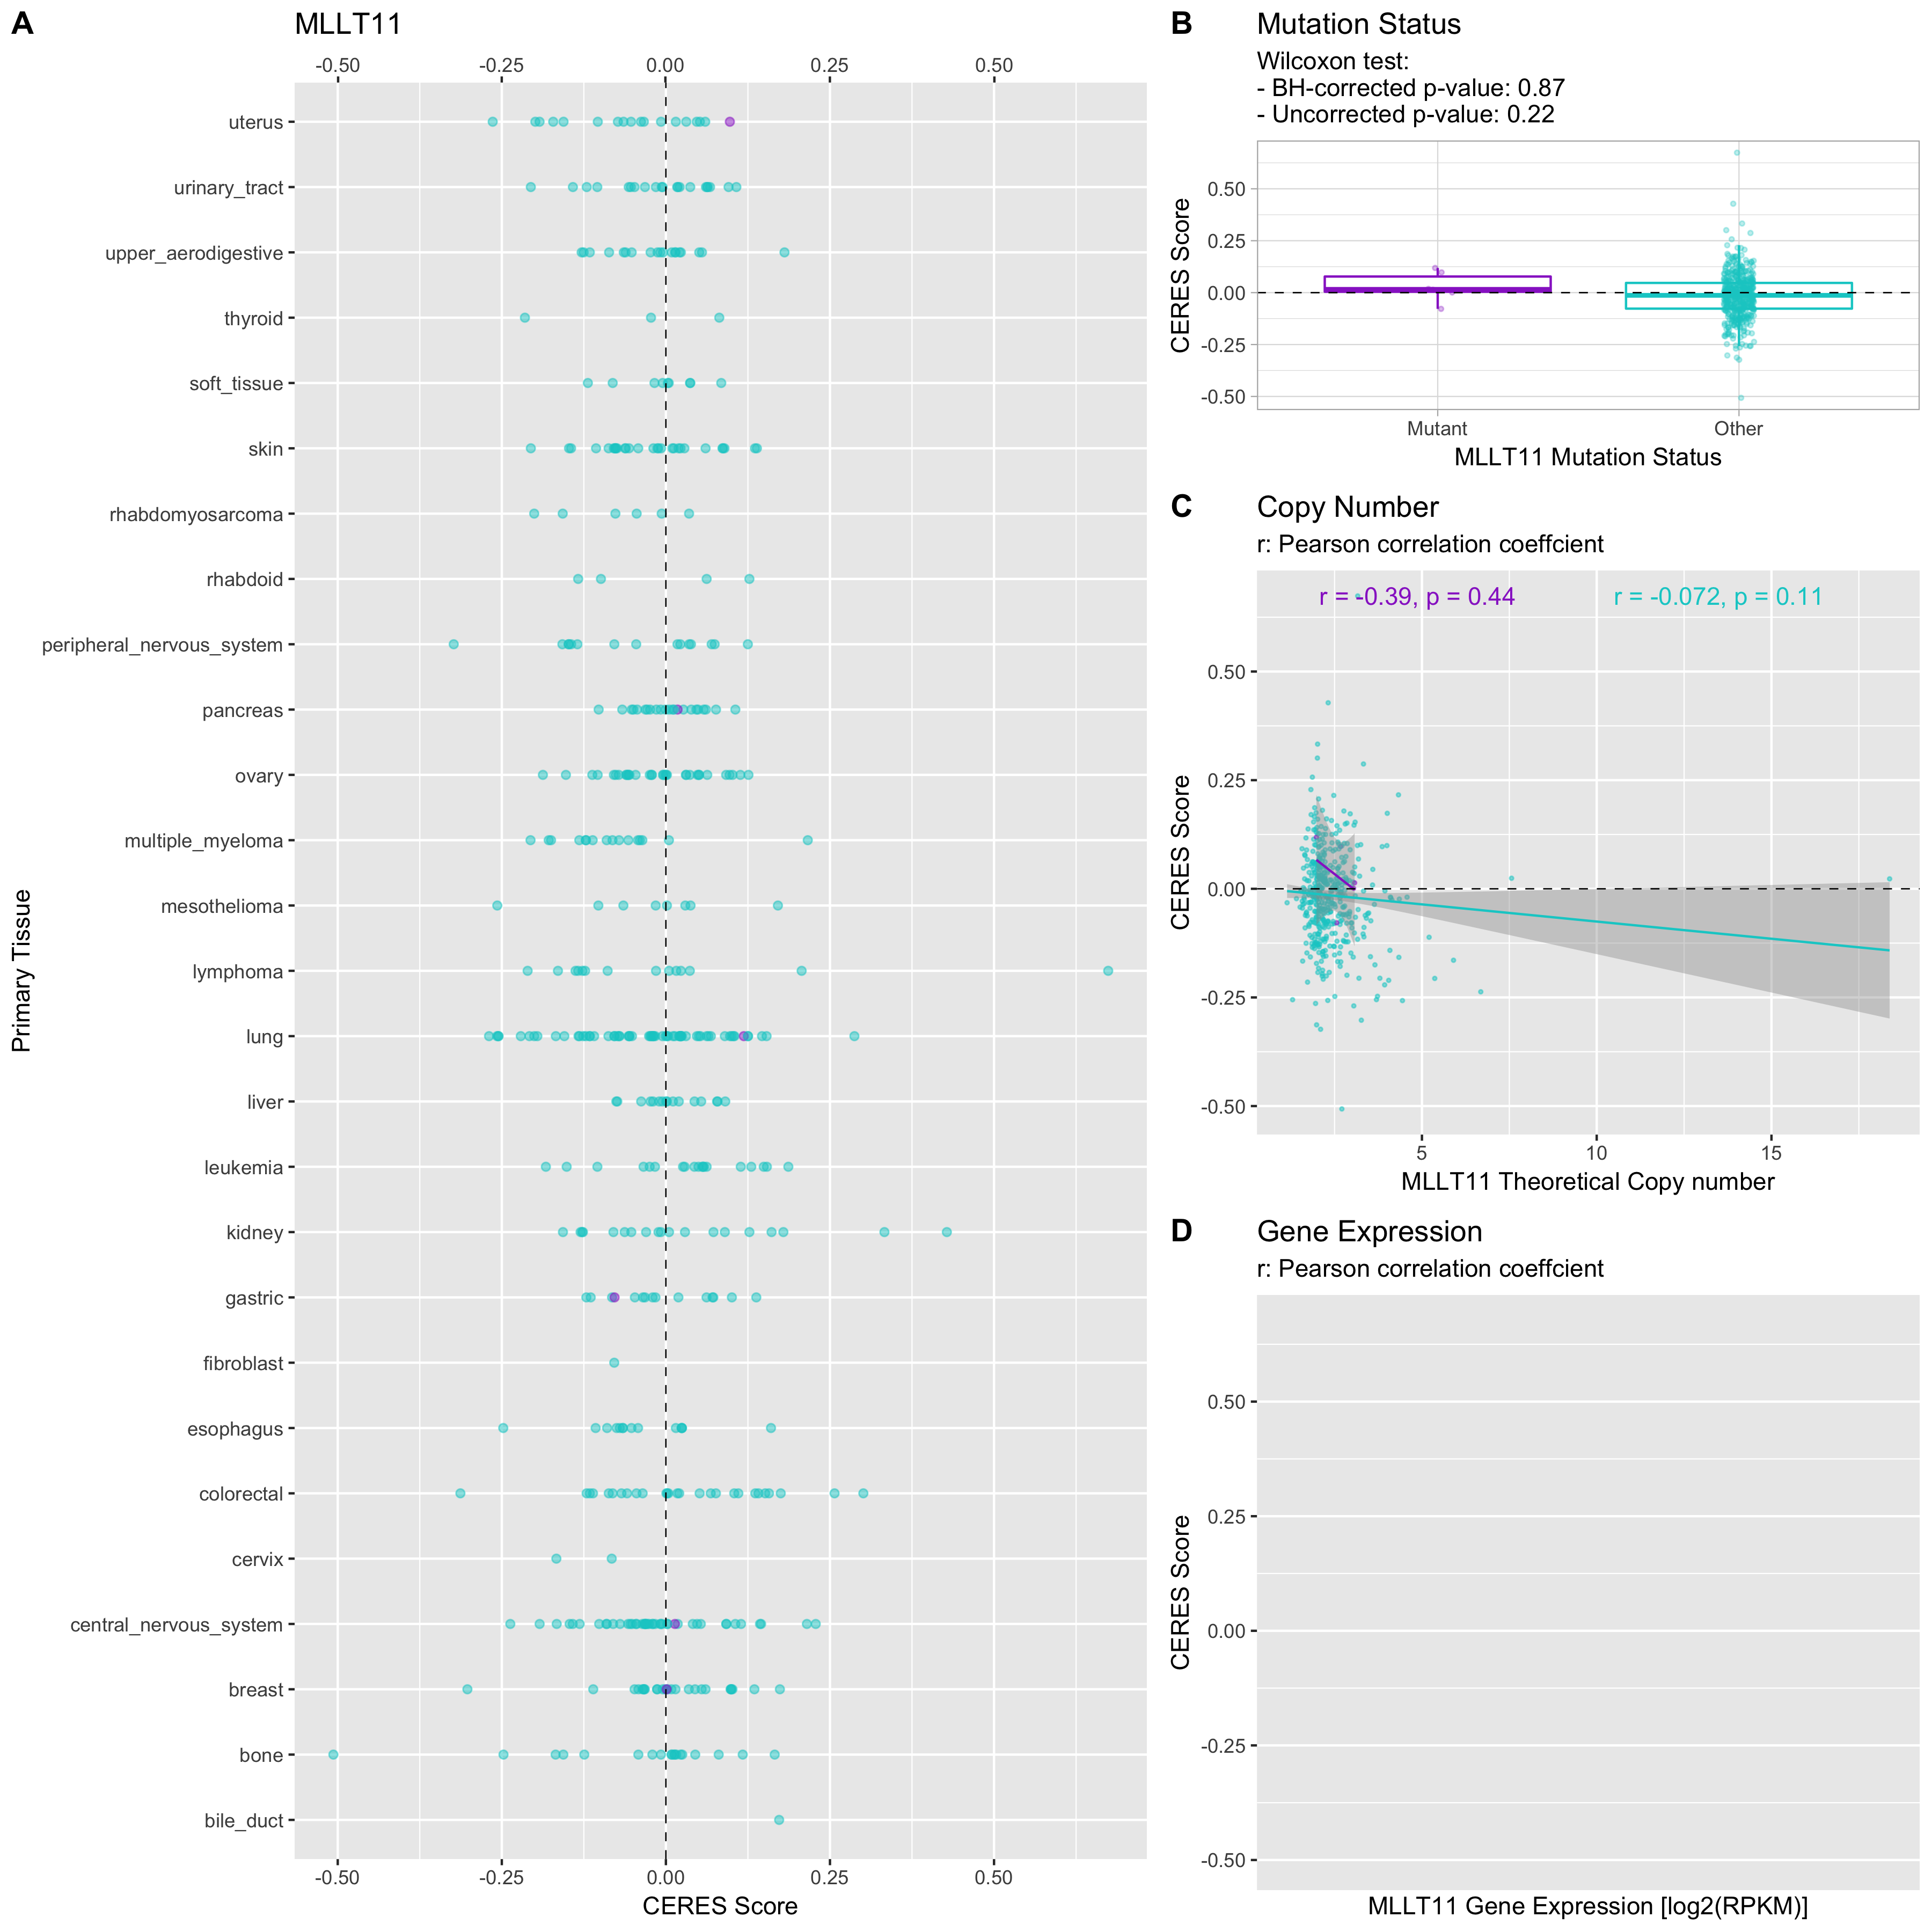 A
MLLT11
-0.50 -0.25 0.00 0.25 0.50
uterus
urinary_tract
upper_aerodigestive
thyroid
soft_tissue
skin
rhabdomyosarcoma
rhabdoid
peripheral_nervous_system
pancreas
ovary
multiple_myeloma
mesothelioma
lymphoma
lung
liver
leukemia
kidney
gastric
fibroblast
esophagus
colorectal
cervix
central_nervous_system
breast
bone
bile_duct
Primary Tissue
-0.50 -0.25 0.00 0.25 0.50
CERES Score
B
Mutation Status
Wilcoxon test:
- BH-corrected p-value: 0.87
- Uncorrected p-value: 0.22
CERES Score
0.50
0.25
0.00
-0.25
-0.50
Mutant Other
MLLT11 Mutation Status
C
Copy Number
r: Pearson correlation coeffcient
r = -0.39, p = 0.44 r = -0.072, p = 0.11
CERES Score
0.50
0.25
0.00
-0.25
-0.50
5 10 15
MLLT11 Theoretical Copy number
D
Gene Expression
r: Pearson correlation coeffcient
CERES Score
0.50
0.25
0.00
-0.25
-0.50
MLLT11 Gene Expression [log2(RPKM)]